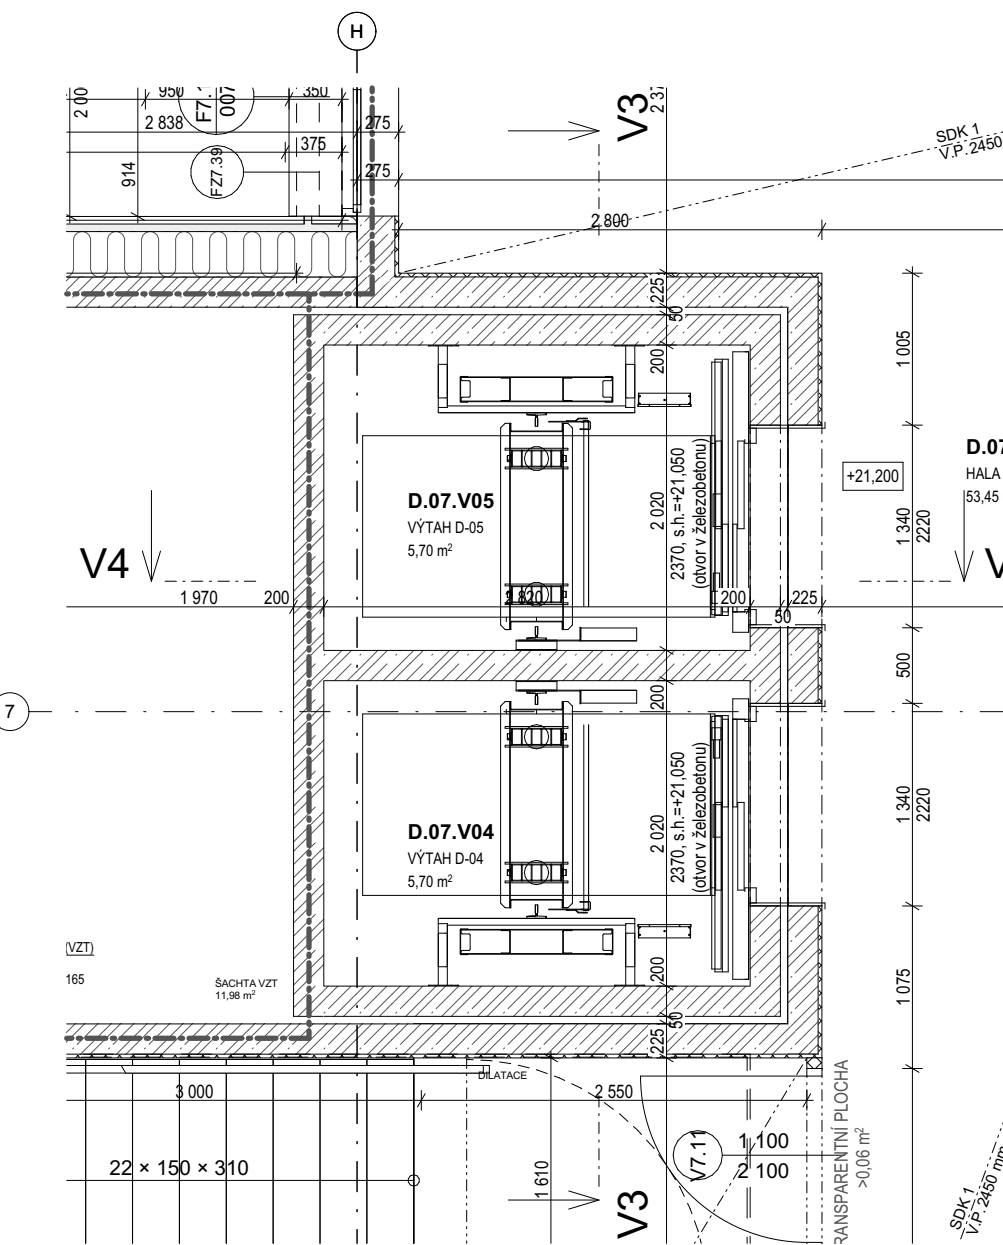 H
2 00
950
F7.
007
350
2 838
275
375
275
914
FZ7.39
V3
2 37
SDK 1
V.P. 2450
2 800
225
50
200
1 005
D.07.V05
VÝTAH D-05
5,70 m²
2 020
2370, s.h.=+21,050
(otvor v železobetonu)
+21,200
D.07
HALA
53,45
1 340
2220
V4
V
1 970
200
2 820
200
225
50
500
200
7
D.07.V04
VÝTAH D-04
5,70 m²
2 020
2370, s.h.=+21,050
(otvor v železobetonu)
1 340
2220
(VZT)
165
ŠACHTA VZT
11,98 m²
200
50
225
1 075
DILATACE
3 000
2 550
22 × 150 × 310
1 610
V3
V7.11
1 100
2 100
RANSPARENTNÍ PLOCHA
>0,06 m²
SDK 1
V.P. 2450 mm